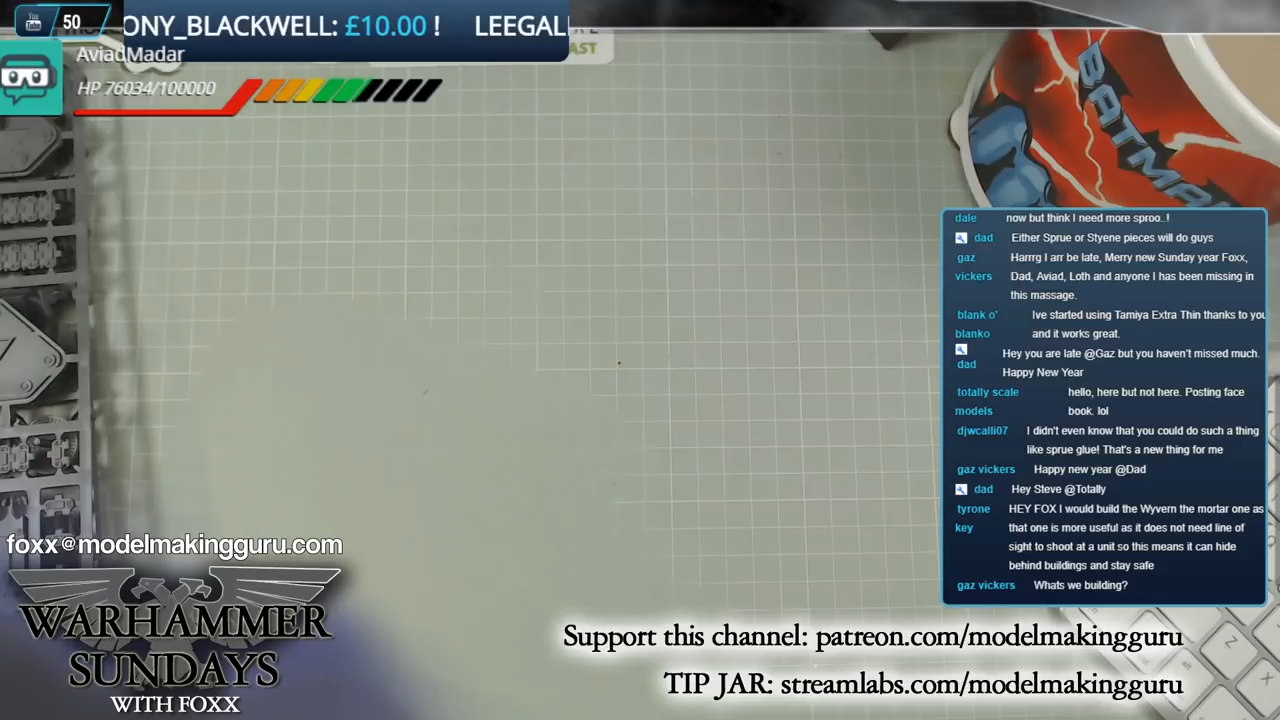 50
ONY_BLACKWELL: £10.00 ! LEEGAL
AST
AviadMadar
HP 76034/100000
BATMA
dale now but think I need more sproo..!
dad Either Sprue or Styene pieces will do guys
gaz Harrrg I arr be late, Merry new Sunday year Foxx,
vickers Dad, Aviad, Loth and anyone I has been missing in
this massage.
blank o' Ive started using Tamiya Extra Thin thanks to you
blanko and it works great.
Hey you are late @Gaz but you haven't missed much.
dad Happy New Year
totally scale hello, here but not here. Posting face
models book. lol
djwcalli07 I didn't even know that you could do such a thing
like sprue glue! That's a new thing for me
gaz vickers Happy new year @Dad
dad Hey Steve @Totally
tyrone HEY FOX I would build the Wyvern the mortar one as
key that one is more useful as it does not need line of
sight to shoot at a unit so this means it can hide
behind buildings and stay safe
gaz vickers Whats we building?
foxx@modelmakingguru.com
WARHAMMER
SUNDAYS
WITH FOXX
Support this channel: patreon.com/modelmakingguru
TIP JAR: streamlabs.com/modelmakingguru
Z
X